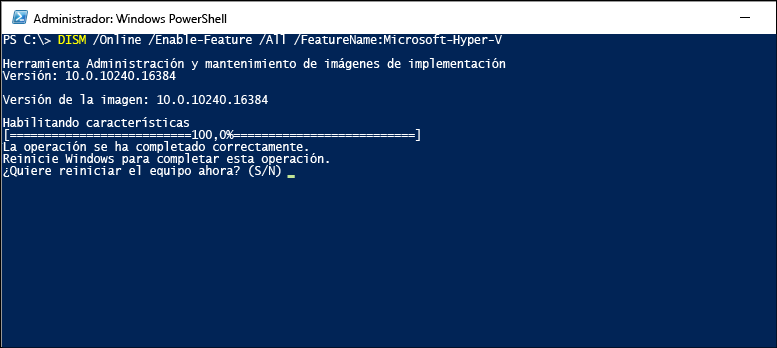 Administrador: Windows PowerShell
PS C:\> DISM /Online /Enable-Feature /All /FeatureName:Microsoft-Hyper-V
Herramienta Administración y mantenimiento de imágenes de implementación
Versión: 10.0.10240.16384
Versión de la imagen: 10.0.10240.16384
Habilitando características
[==========================100,0%==========================]
La operación se ha completado correctamente.
Reinicie Windows para completar esta operación.
¿Quiere reiniciar el equipo ahora? (S/N)